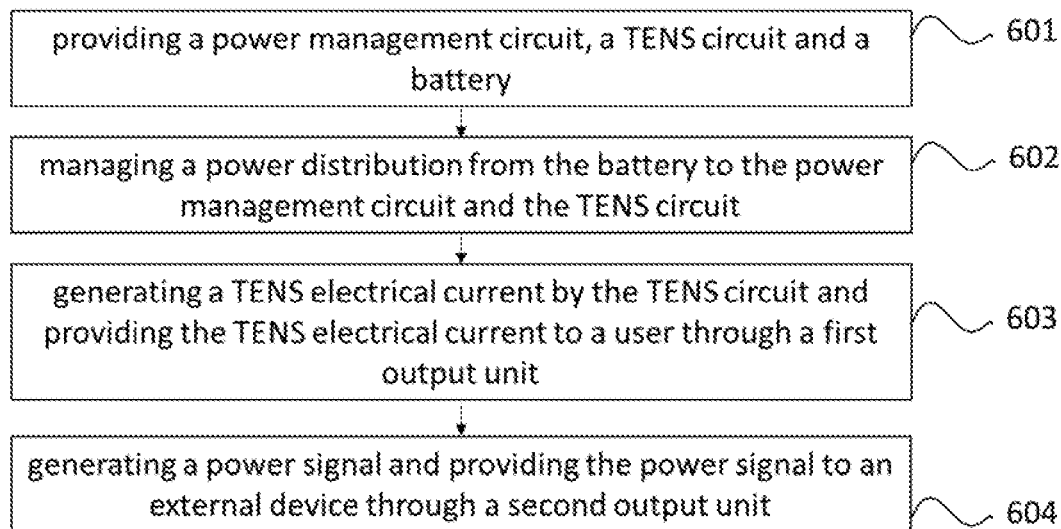 providing a power management circuit, a TENS circuit and a
battery
601
managing a power distribution from the battery to the power
management circuit and the TENS circuit
602
generating a TENS electrical current by the TENS circuit and
providing the TENS electrical current to a user through a first
output unit
603
generating a power signal and providing the power signal to an
external device through a second output unit
604